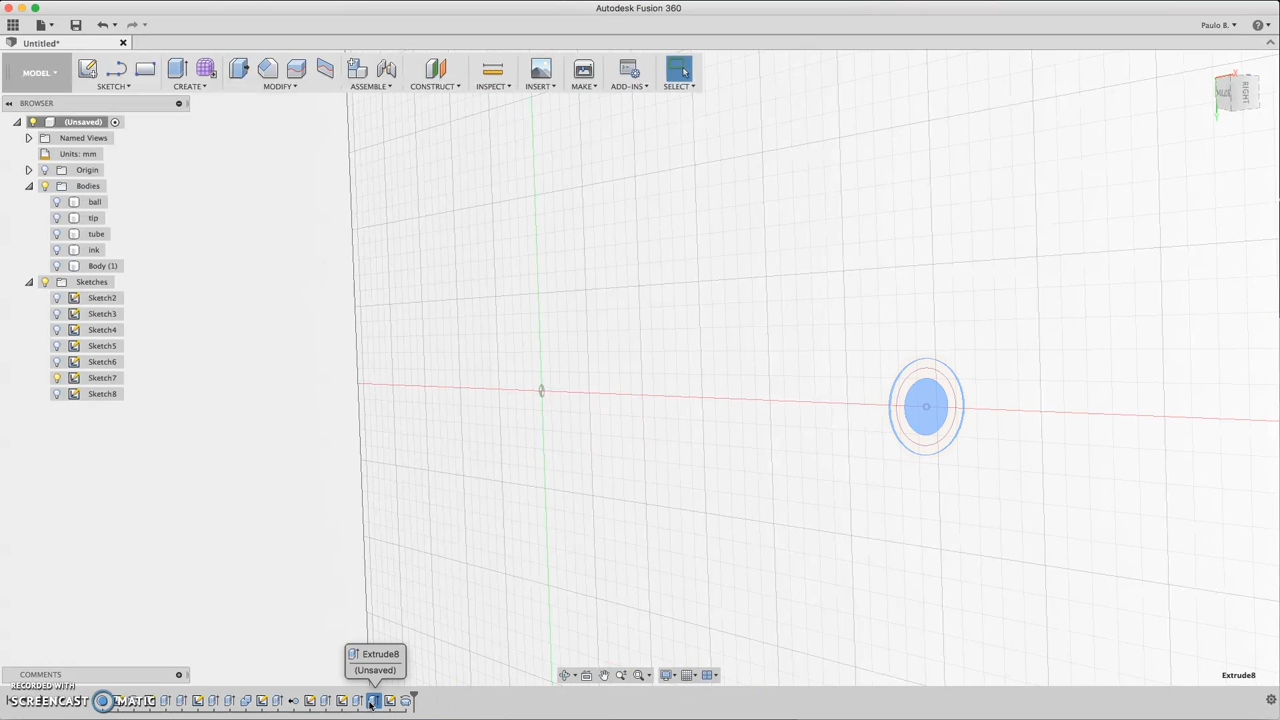 Autodesk Fusion 360
Paulo B.
Untitled*
MODEL
SKETCH
CREATE
MODIFY
ASSEMBLE
CONSTRUCT
INSPECT
INSERT
MAKE
ADD-INS
SELECT
RIGHT
X
Y
BROWSER
(Unsaved)
Named Views
Units: mm
Origin
Bodies
ball
tip
tube
ink
Body (1)
Sketches
Sketch2
Sketch3
Sketch4
Sketch5
Sketch6
Sketch7
Sketch8
Extrude8
(Unsaved)
COMMENTS
Extrude8
RECORDED WITH
SCREENCAST MATIC